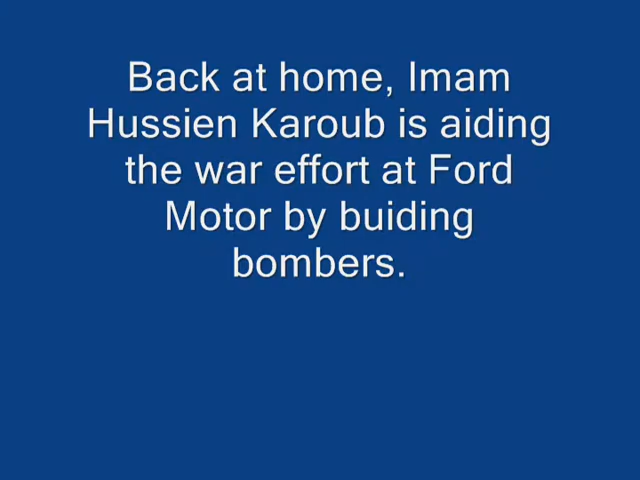 Back at home, Imam
Hussien Karoub is aiding
the war effort at Ford
Motor by buiding
bombers.